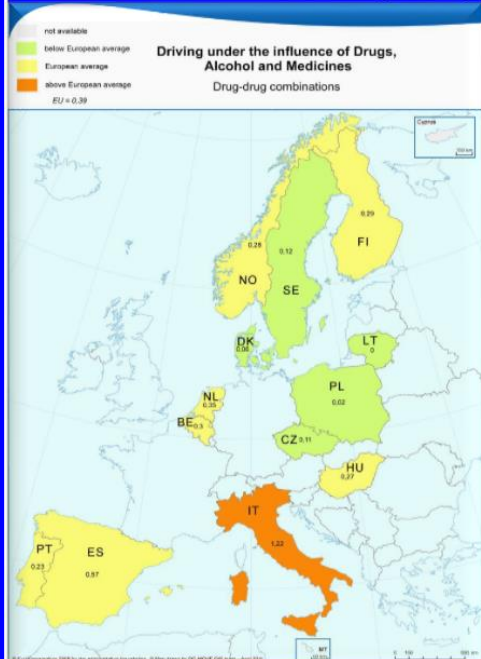 not available
below European average
European average
above European average
EU = 0,39
Driving under the influence of Drugs,
Alcohol and Medicines
Drug-drug combinations
Cyprus
0,29
FI
0,28
NO
0,12
SE
DK
LT
0
PL
0,02
NL
0,35
BE 0,3
CZ 0,11
HU
0,27
IT
1,22
PT
0,23
ES
0,57
MT